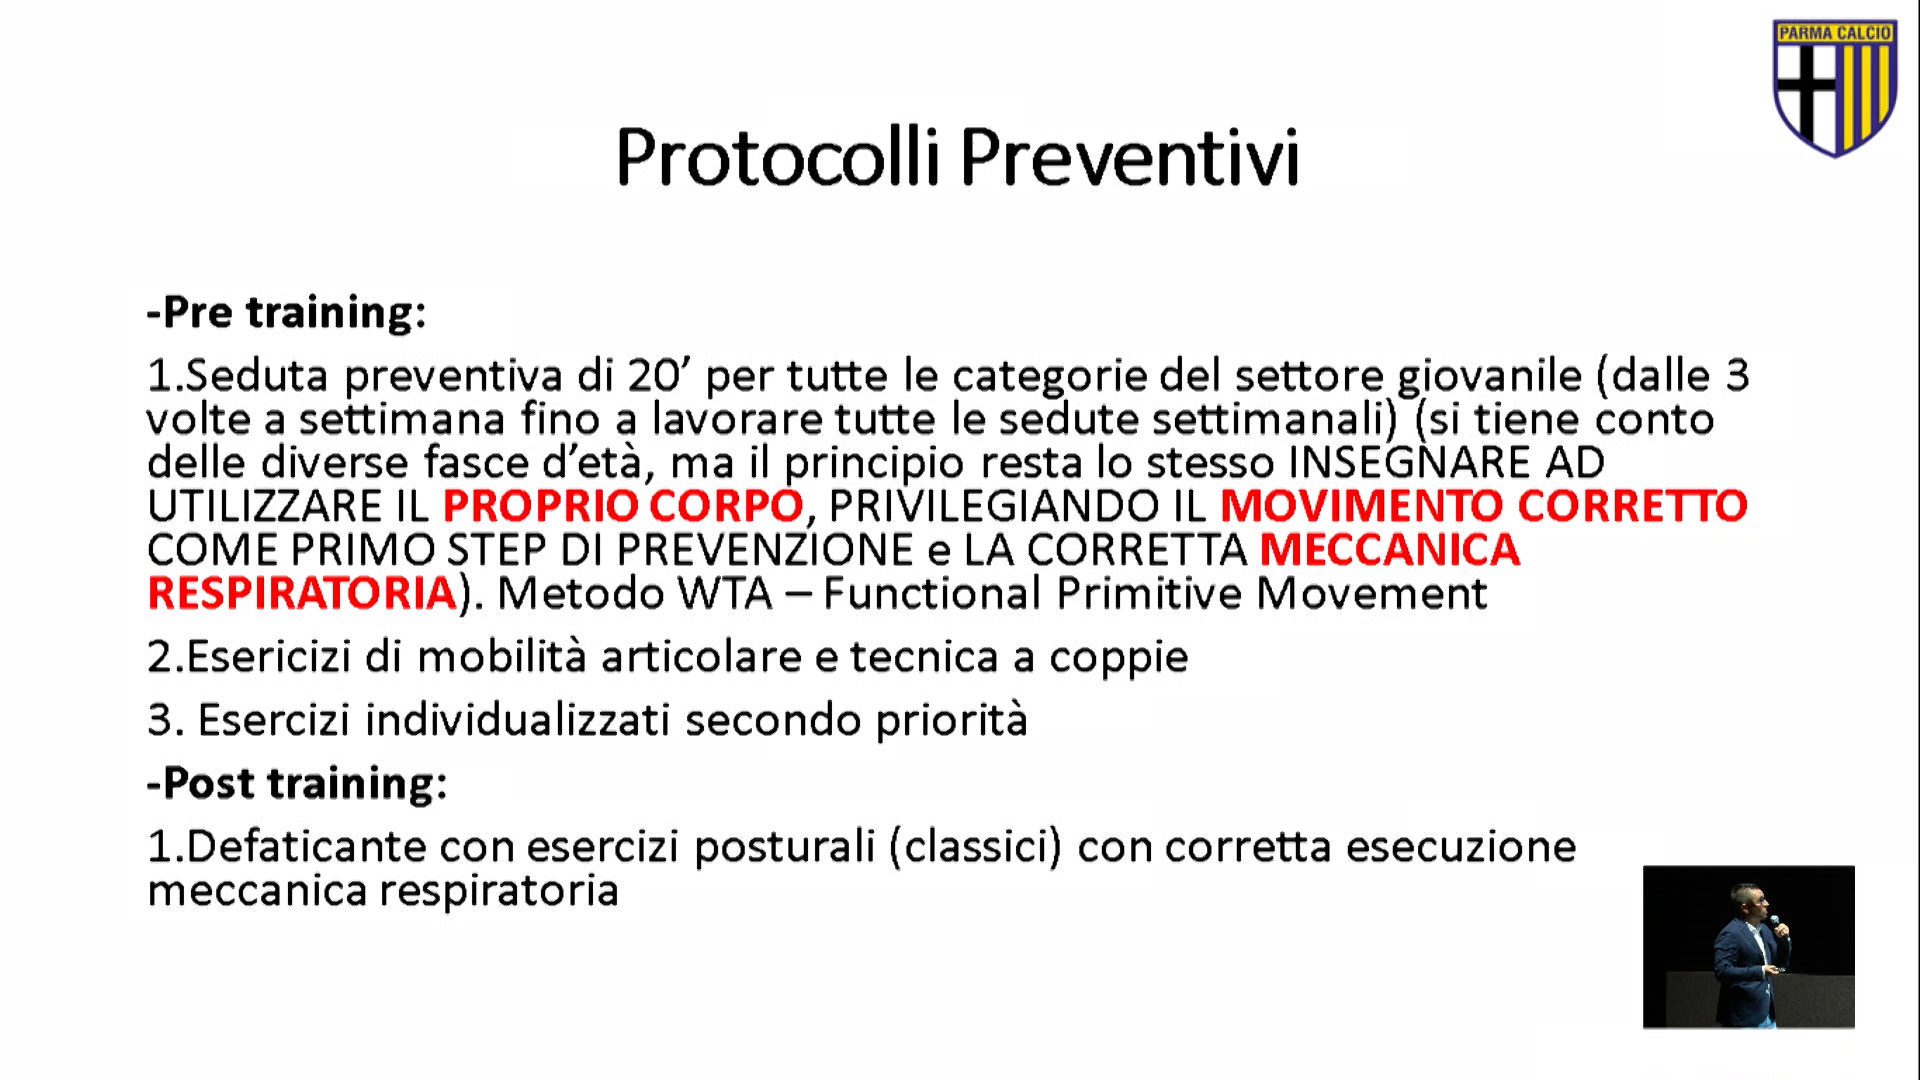 PARMA CALCIO
Protocolli Preventivi
-Pre training:
1.Seduta preventiva di 20’ per tutte le categorie del settore giovanile (dalle 3
volte a settimana fino a lavorare tutte le sedute settimanali) (si tiene conto
delle diverse fasce d’età, ma il principio resta lo stesso INSEGNARE AD
UTILIZZARE IL PROPRIO CORPO, PRIVILEGIANDO IL MOVIMENTO CORRETTO
COME PRIMO STEP DI PREVENZIONE e LA CORRETTA MECCANICA
RESPIRATORIA). Metodo WTA – Functional Primitive Movement
2.Esericizi di mobilità articolare e tecnica a coppie
3. Esercizi individualizzati secondo priorità
-Post training:
1.Defaticante con esercizi posturali (classici) con corretta esecuzione
meccanica respiratoria